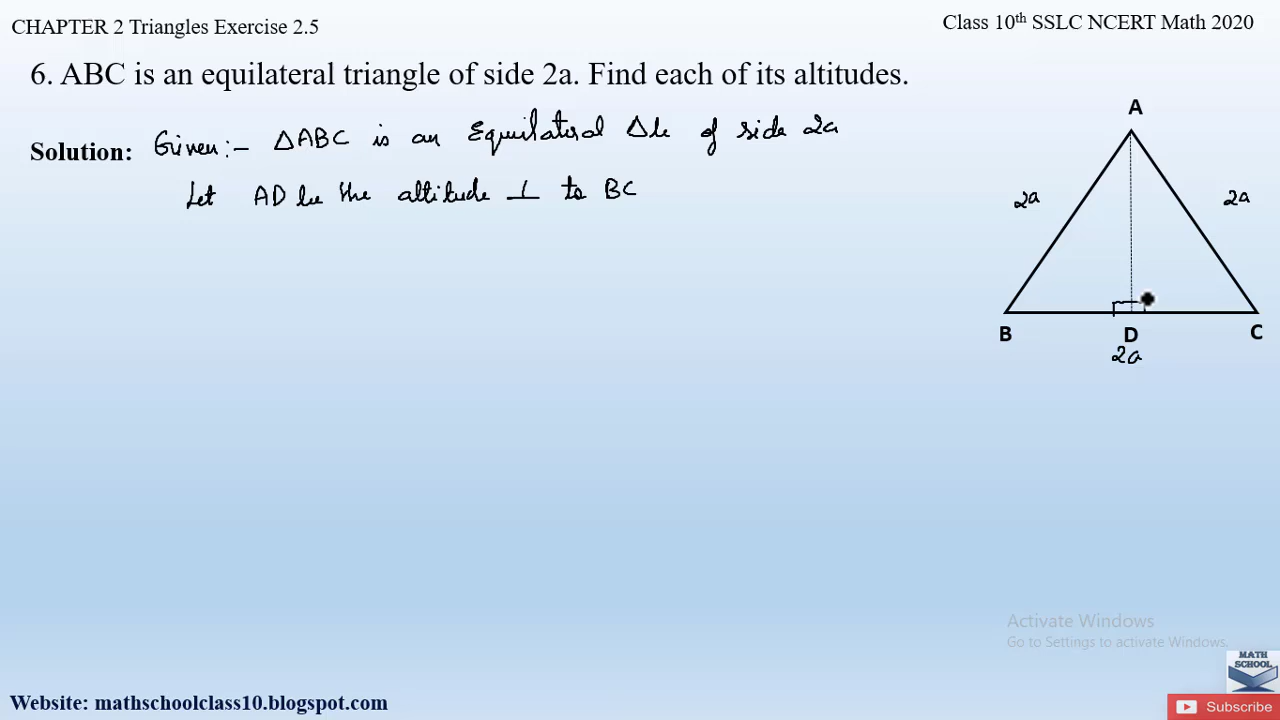 CHAPTER 2 Triangles Exercise 2.5
Class 10th SSLC NCERT Math 2020
6. ABC is an equilateral triangle of side 2a. Find each of its altitudes.
Solution: Given:- ΔABC is an Equilateral Δle of side 2a
Let AD be the altitude ⊥ to BC
A
2a
2a
B
D
C
2a
Activate Windows
Go to Settings to activate Windows.
MATH
SCHOOL
Website: mathschoolclass10.blogspot.com
Subscribe